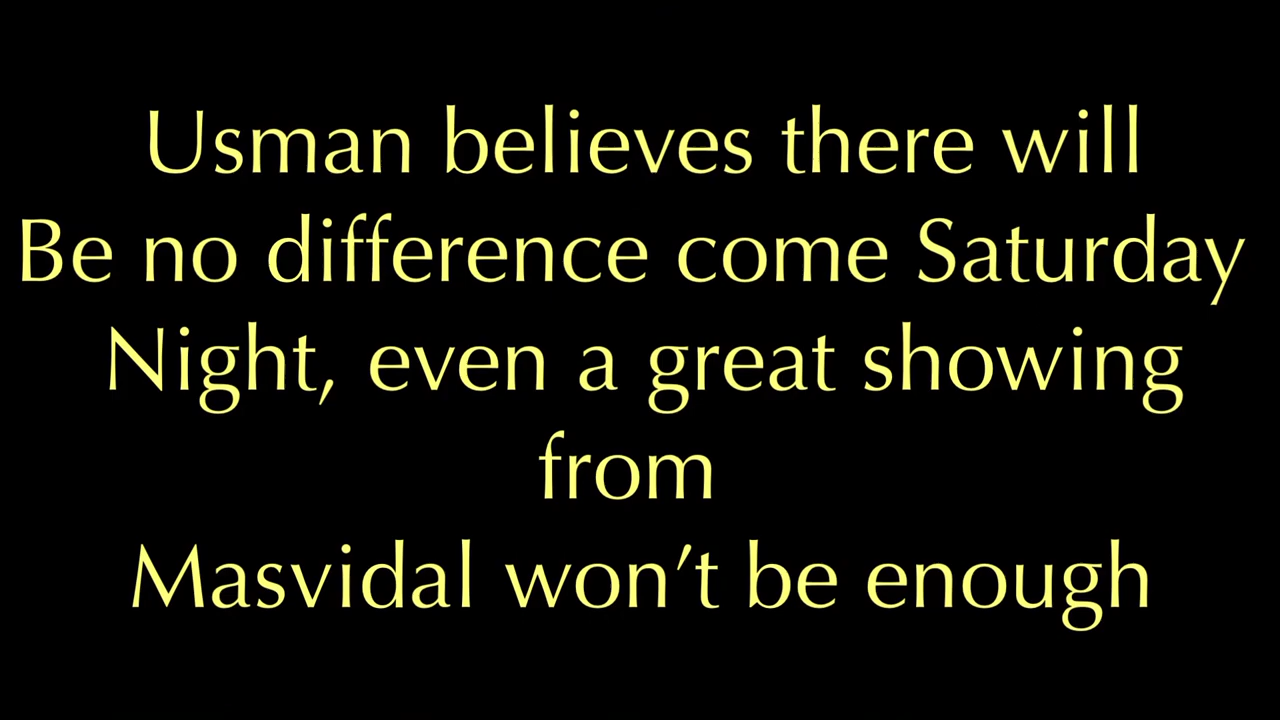 Usman believes there will
Be no difference come Saturday
Night, even a great showing
from
Masvidal won’t be enough